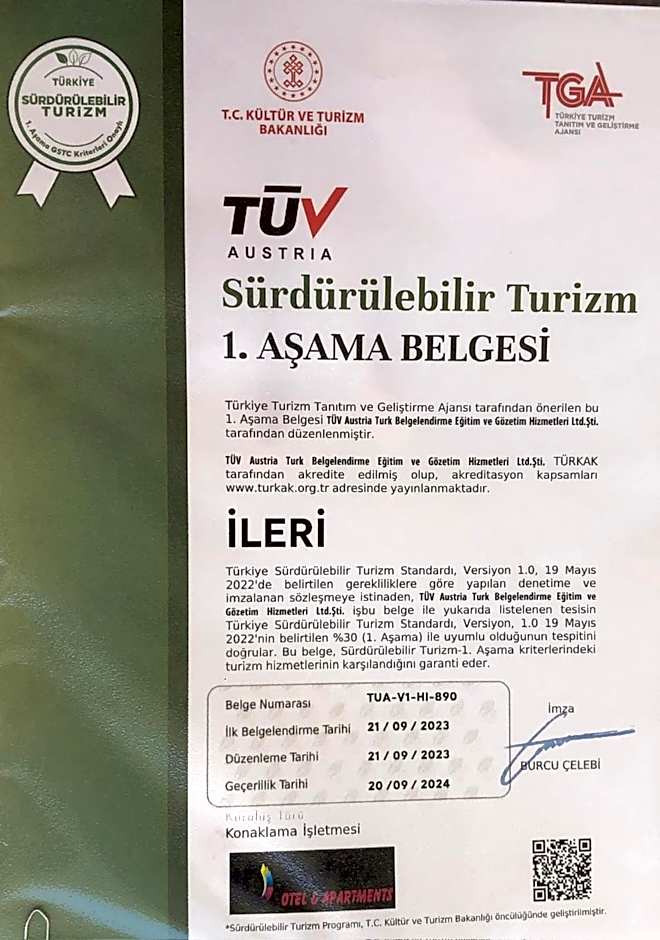 TÜRKİYE
SÜRDÜRÜLEBİLİR
TURİZM
1. Aşama GSTC Kriterleri Onaylı
T.C. KÜLTÜR VE TURİZM
BAKANLIĞI
TGA
TÜRKİYE TURİZM
TANITIM VE GELİŞTİRME
AJANSI
TÜV
AUSTRIA
Sürdürülebilir Turizm
1. AŞAMA BELGESİ
Türkiye Turizm Tanıtım ve Geliştirme Ajansı tarafından önerilen bu
1. Aşama Belgesi TÜV Austria Turk Belgelendirme Eğitim ve Gözetim Hizmetleri Ltd.Şti.
tarafından düzenlenmiştir.
TÜV Austria Turk Belgelendirme Eğitim ve Gözetim Hizmetleri Ltd.Şti. TÜRKAK
tarafından akredite edilmiş olup, akreditasyon kapsamları
www.turkak.org.tr adresinde yayınlanmaktadır.
İLERİ
Türkiye Sürdürülebilir Turizm Standardı, Versiyon 1.0, 19 Mayıs
2022'de belirtilen gerekliliklere göre yapılan denetime ve
imzalanan sözleşmeye istinaden, TÜV Austria Turk Belgelendirme Eğitim ve
Gözetim Hizmetleri Ltd.Şti. işbu belge ile yukarıda listelenen tesisin
Türkiye Sürdürülebilir Turizm Standardı, Versiyon, 1.0 19 Mayıs
2022'nin belirtilen %30 (1. Aşama) ile uyumlu olduğunun tespitini
doğrular. Bu belge, Sürdürülebilir Turizm-1. Aşama kriterlerindeki
turizm hizmetlerinin karşılandığını garanti eder.
Belge Numarası TUA-V1-HI-890
İlk Belgelendirme Tarihi 21 / 09 / 2023
Düzenleme Tarihi 21 / 09 / 2023
Geçerlilik Tarihi 20 /09 / 2024
İmza
BURCU ÇELEBİ
Kuruluş Türü
Konaklama İşletmesi
OTEL & APARTMENTS
*Sürdürülebilir Turizm Programı, T.C. Kültür ve Turizm Bakanlığı öncülüğünde geliştirilmiştir.